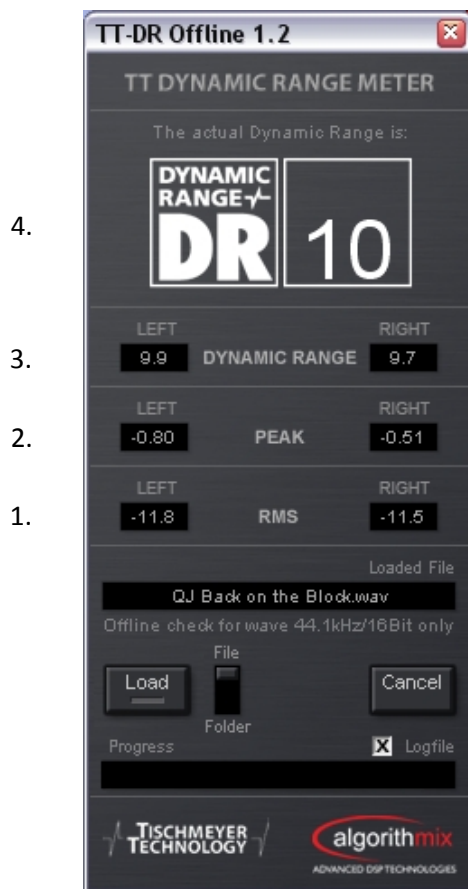 TT-DR Offline 1.2
TT DYNAMIC RANGE METER
The actual Dynamic Range is:
DYNAMIC
RANGE
4. DR 10
LEFT RIGHT
3. 9.9 DYNAMIC RANGE 9.7
LEFT RIGHT
2. -0.80 PEAK -0.51
LEFT RIGHT
1. -11.8 RMS -11.5
Loaded File
QJ Back on the Block.wav
Offline check for wave 44.1kHz/16Bit only
File
Load Cancel
Folder
Progress X Logfile
TISCHMEYER
TECHNOLOGY
algorithmix
ADVANCED DSP TECHNOLOGIES